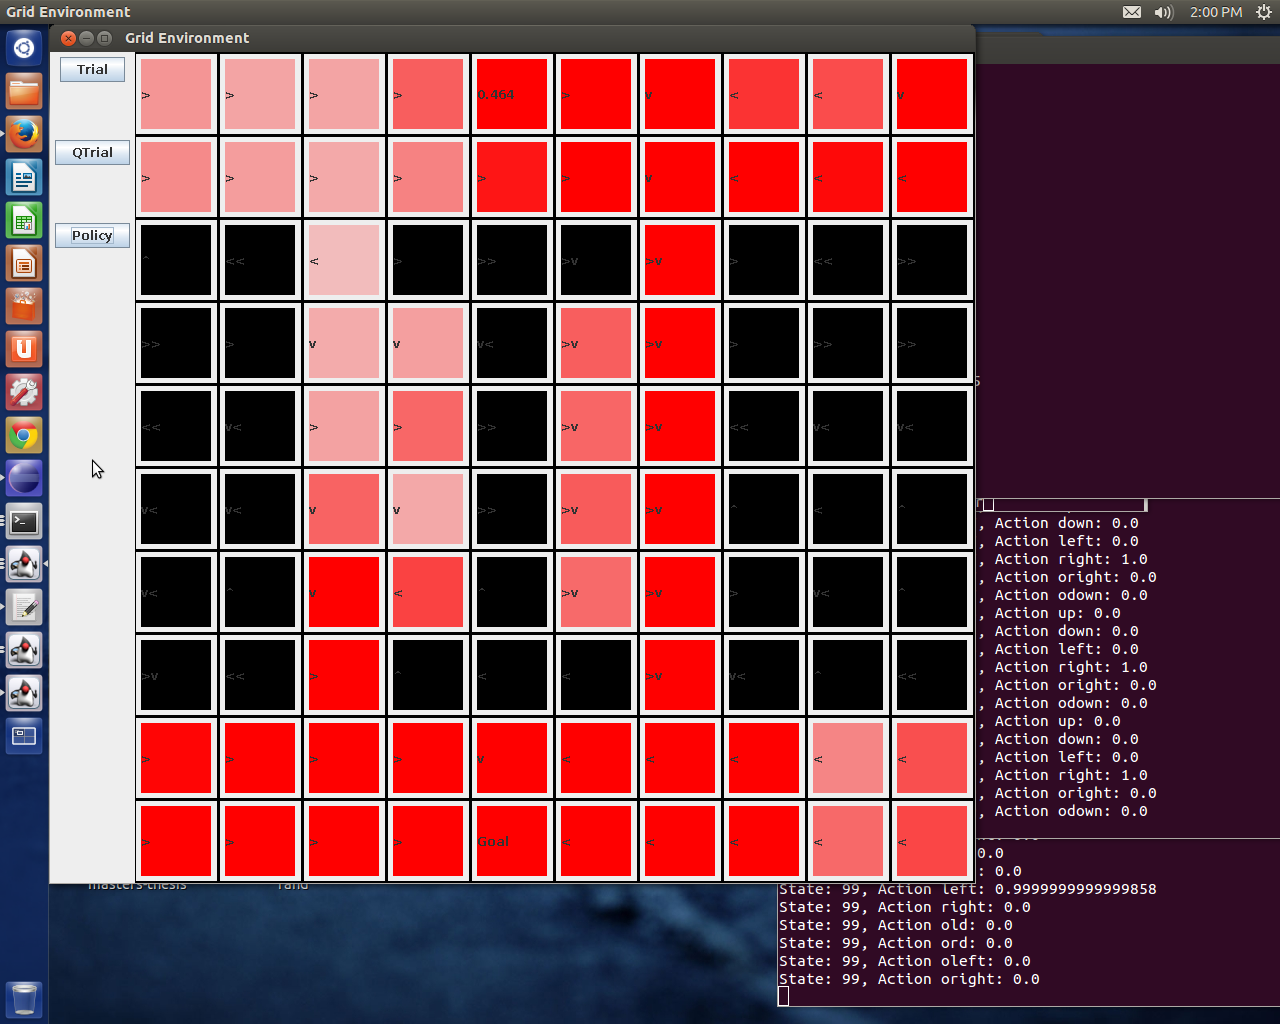 Grid Environment
2:00 PM
Grid Environment
Trial
> > > > 0.464 > v < < v
QTrial
> > > > > > v < < <
Policy
^ << < > >> >v >v > << >>
>> > v v v< >v >v > >> >>
<< v< > > >> >v >v << v< v<
v< v< v v >> >v >v ^ < ^
v< ^ v < ^ >v >v > v< ^
>v << > ^ < < >v v< ^ <<
> > > > v < < < < <
> > > > Goal < < < < <
, Action down: 0.0
, Action left: 0.0
, Action right: 1.0
, Action oright: 0.0
, Action odown: 0.0
, Action up: 0.0
, Action down: 0.0
, Action left: 0.0
, Action right: 1.0
, Action oright: 0.0
, Action odown: 0.0
, Action up: 0.0
, Action down: 0.0
, Action left: 0.0
, Action right: 1.0
, Action oright: 0.0
, Action odown: 0.0
0.0
: 0.0
State: 99, Action left: 0.9999999999999858
State: 99, Action right: 0.0
State: 99, Action old: 0.0
State: 99, Action ord: 0.0
State: 99, Action oleft: 0.0
State: 99, Action oright: 0.0
masters-thesis rand